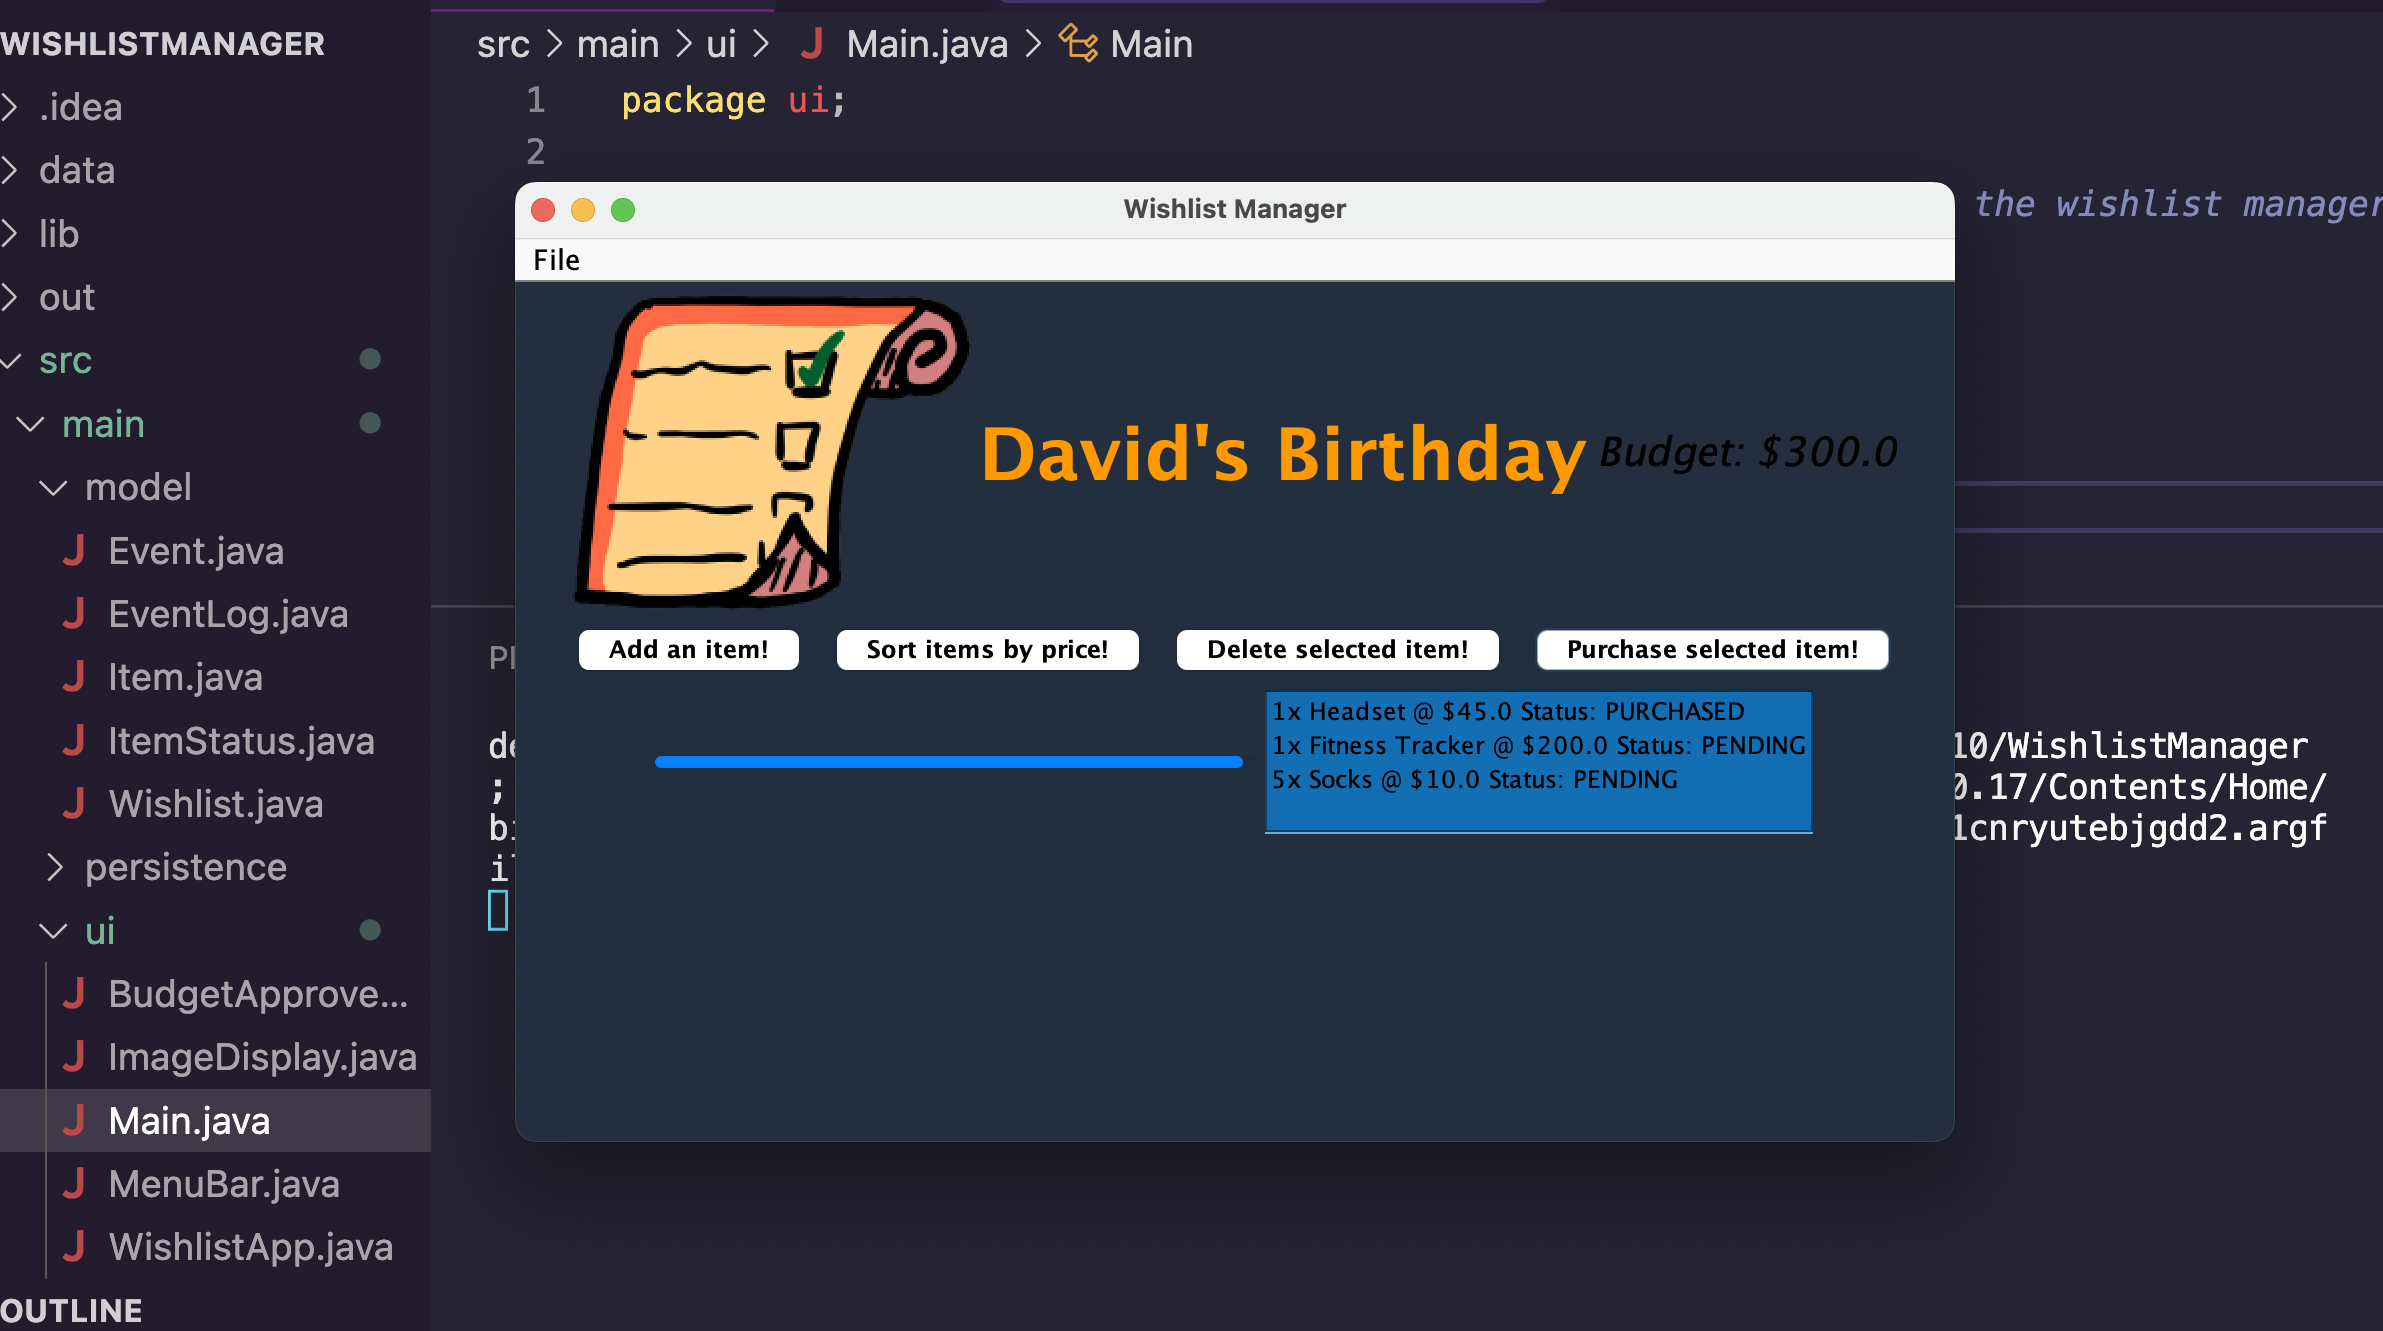 WISHLISTMANAGER
.idea
data
lib
out
src
main
model
Event.java
EventLog.java
Item.java
ItemStatus.java
Wishlist.java
persistence
ui
BudgetApprove...
ImageDisplay.java
Main.java
MenuBar.java
WishlistApp.java
OUTLINE
src > main > ui > Main.java > Main
1 package ui;
2
the wishlist manager
Wishlist Manager
File
David's Birthday Budget: $300.0
Add an item! Sort items by price! Delete selected item! Purchase selected item!
1x Headset @ $45.0 Status: PURCHASED
1x Fitness Tracker @ $200.0 Status: PENDING
5x Socks @ $10.0 Status: PENDING
10/WishlistManager
;
0.17/Contents/Home/
1cnryutebjgdd2.argf